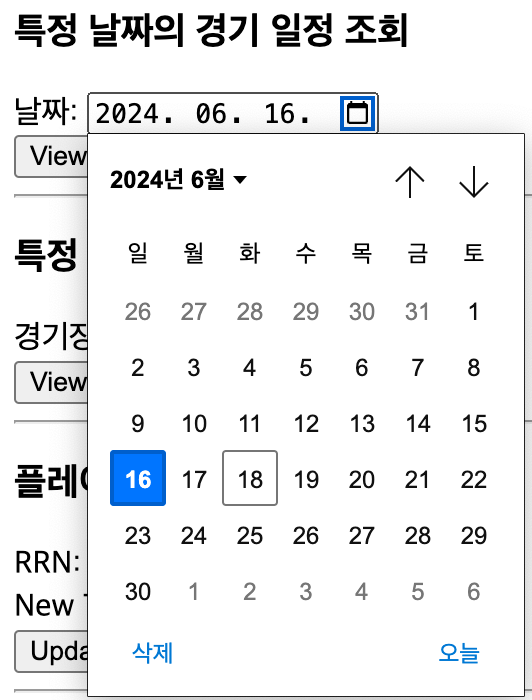 특정 날짜의 경기 일정 조회
날짜: 2024. 06. 16.
View
2024년 6월
특정
일 월 화 수 목 금 토
26 27 28 29 30 31 1
경기장
2 3 4 5 6 7 8
View
9 10 11 12 13 14 15
플레이
16 17 18 19 20 21 22
23 24 25 26 27 28 29
RRN:
30 1 2 3 4 5 6
New
삭제 오늘
Upda